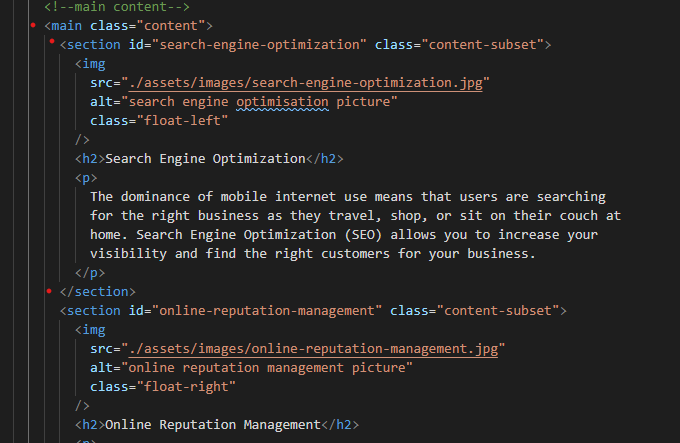 <!--main content-->
<main class="content">
<section id="search-engine-optimization" class="content-subset">
<img
src="./assets/images/search-engine-optimization.jpg"
alt="search engine optimisation picture"
class="float-left"
/>
<h2>Search Engine Optimization</h2>
<p>
The dominance of mobile internet use means that users are searching
for the right business as they travel, shop, or sit on their couch at
home. Search Engine Optimization (SEO) allows you to increase your
visibility and find the right customers for your business.
</p>
</section>
<section id="online-reputation-management" class="content-subset">
<img
src="./assets/images/online-reputation-management.jpg"
alt="online reputation management picture"
class="float-right"
/>
<h2>Online Reputation Management</h2>
<p>